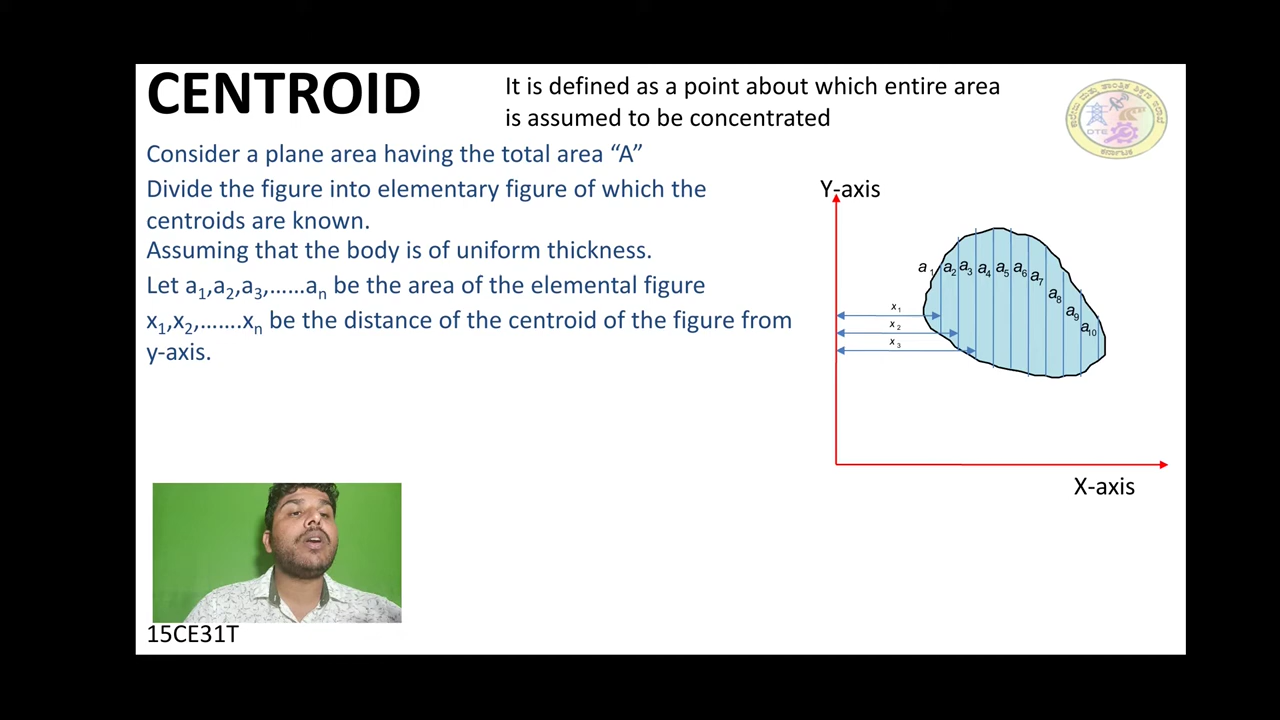 CENTROID
It is defined as a point about which entire area
is assumed to be concentrated
Consider a plane area having the total area “A”
Divide the figure into elementary figure of which the
centroids are known.
Assuming that the body is of uniform thickness.
Let a1,a2,a3,……an be the area of the elemental figure
x1,x2,…….xn be the distance of the centroid of the figure from
y-axis.
Y-axis
a1 a2 a3 a4 a5 a6 a7 a8 a9 a10
x1
x2
x3
X-axis
DTE
15CE31T